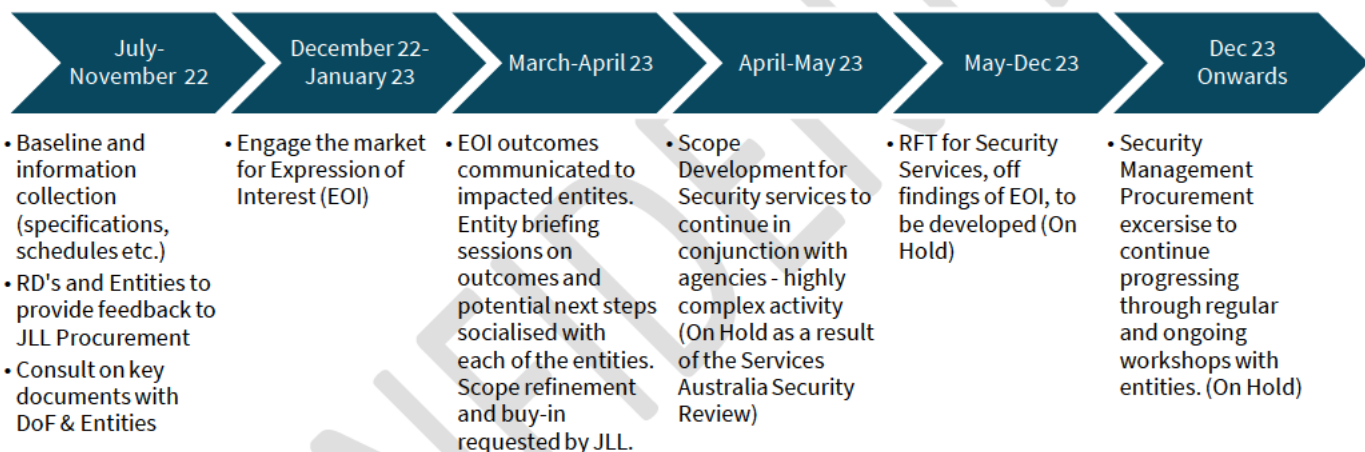 July-
November 22
December 22-
January 23
March-April 23
April-May 23
May-Dec 23
Dec 23
Onwards
• Baseline and
information
collection
(specifications,
schedules etc.)
• RD's and Entities to
provide feedback to
JLL Procurement
• Consult on key
documents with
DoF & Entities
• Engage the market
for Expression of
Interest (EOI)
• EOI outcomes
communicated to
impacted entites.
Entity briefing
sessions on
outcomes and
potential next steps
socialised with
each of the entities.
Scope refinement
and buy-in
requested by JLL.
• Scope
Development for
Security services to
continue in
conjunction with
agencies - highly
complex activity
(On Hold as a result
of the Services
Australia Security
Review)
• RFT for Security
Services, off
findings of EOI, to
be developed (On
Hold)
• Security
Management
Procurement
excersise to
continue
progressing
through regular
and ongoing
workshops with
entities. (On Hold)